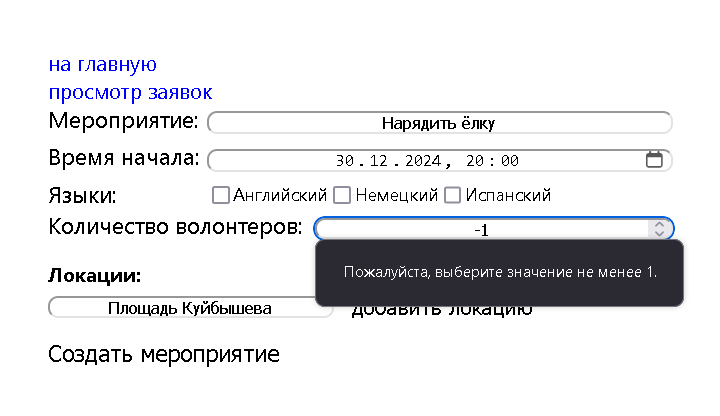 на главную
просмотр заявок
Мероприятие: Нарядить ёлку
Время начала: 30.12.2024, 20:00
Языки: Английский Немецкий Испанский
Количество волонтеров: -1
Пожалуйста, выберите значение не менее 1.
Локации:
Площадь Куйбышева добавить локацию
Создать мероприятие